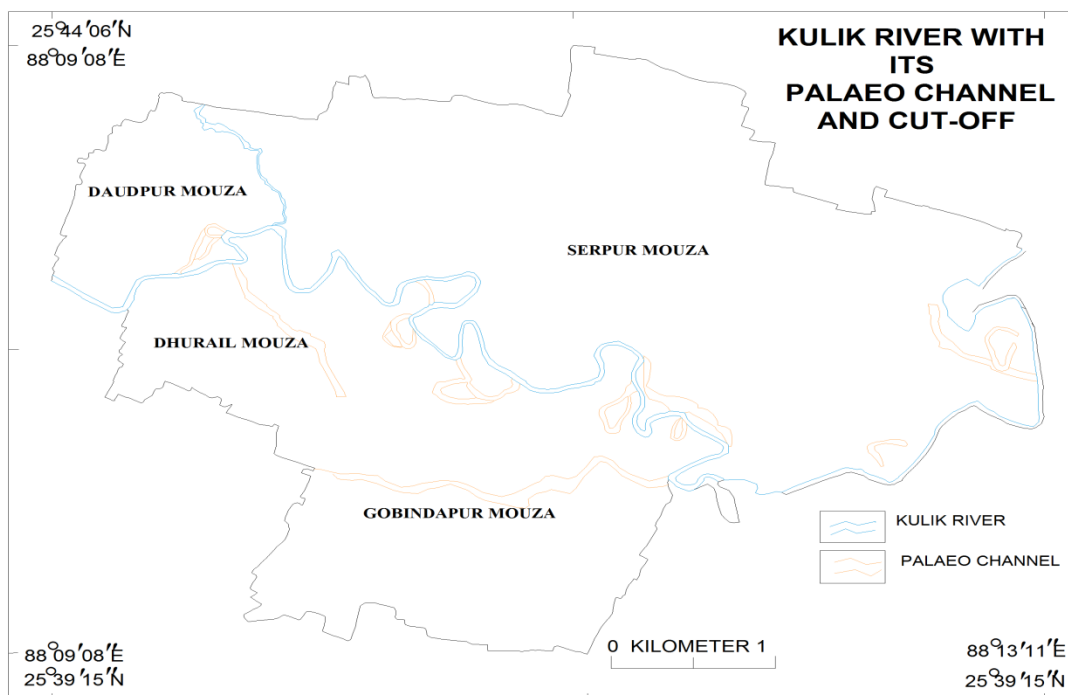 25°44'06"N
88°09'08"E
KULIK RIVER WITH
ITS
PALAEO CHANNEL
AND CUT-OFF
DAUDPUR MOUZA
SERPUR MOUZA
DHURAIL MOUZA
GOBINDAPUR MOUZA
KULIK RIVER
PALAEO CHANNEL
0 KILOMETER 1
88°09'08"E
25°39'15"N
88°13'11"E
25°39'15"N